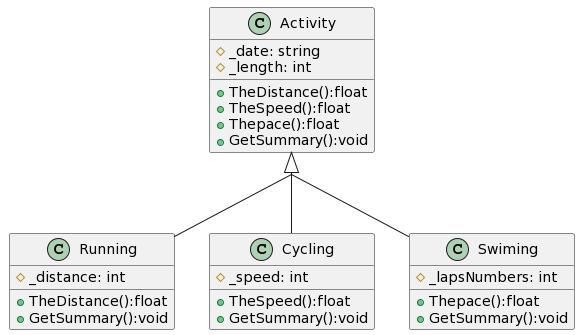 C Activity
_date: string
_length: int
TheDistance():float
TheSpeed():float
Thepace():float
GetSummary():void
C Running
_distance: int
TheDistance():float
GetSummary():void
C Cycling
_speed: int
TheSpeed():float
GetSummary():void
C Swiming
_lapsNumbers: int
Thepace():float
GetSummary():void